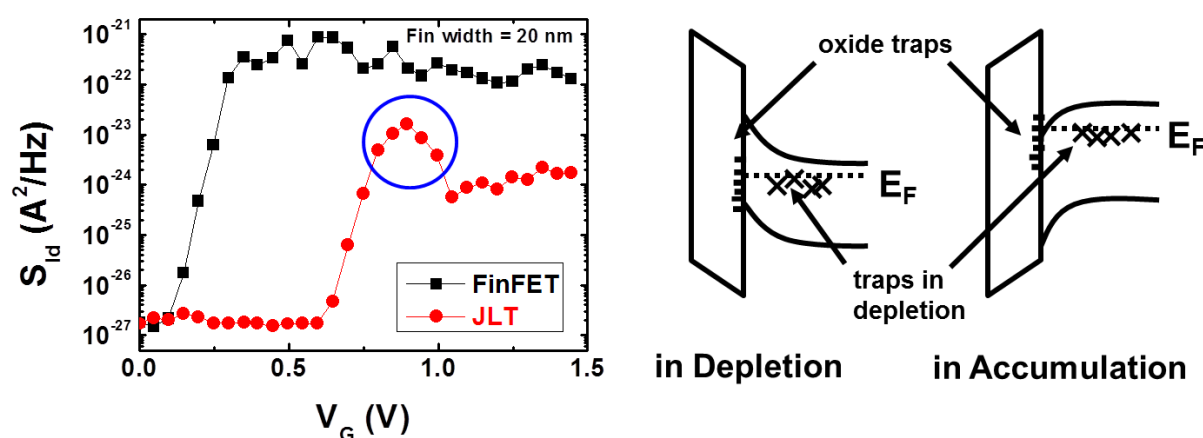 Fin width = 20 nm
10⁻²¹
10⁻²²
10⁻²³
10⁻²⁴
10⁻²⁵
10⁻²⁶
10⁻²⁷
S_Id (A²/Hz)
FinFET
JLT
0.0 0.5 1.0 1.5
V_G (V)
oxide traps
E_F
E_F
traps in
depletion
in Depletion
in Accumulation